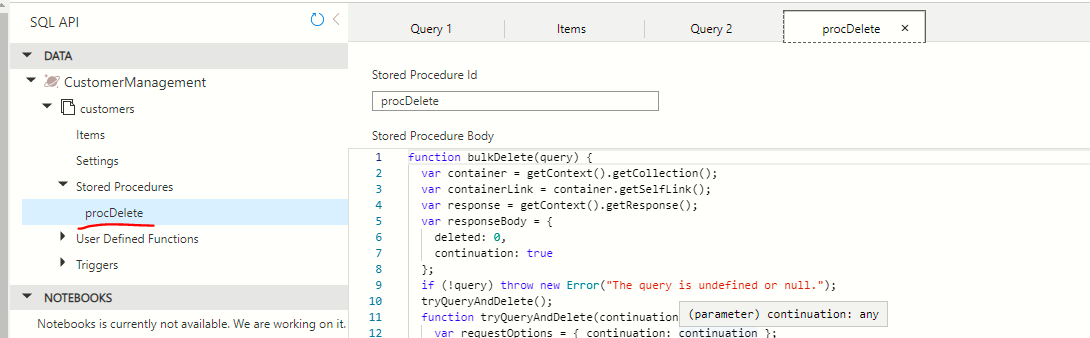 SQL API
DATA
CustomerManagement
customers
Items
Settings
Stored Procedures
procDelete
User Defined Functions
Triggers
NOTEBOOKS
Notebooks is currently not available. We are working on it.
Query 1
Items
Query 2
procDelete ×
Stored Procedure Id
procDelete
Stored Procedure Body
1 function bulkDelete(query) {
2 var container = getContext().getCollection();
3 var containerLink = container.getSelfLink();
4 var response = getContext().getResponse();
5 var responseBody = {
6 deleted: 0,
7 continuation: true
8 };
9 if (!query) throw new Error("The query is undefined or null.");
10 tryQueryAndDelete();
11 function tryQueryAndDelete(continuation
(parameter) continuation: any
12 var requestOptions = { continuation: continuation };